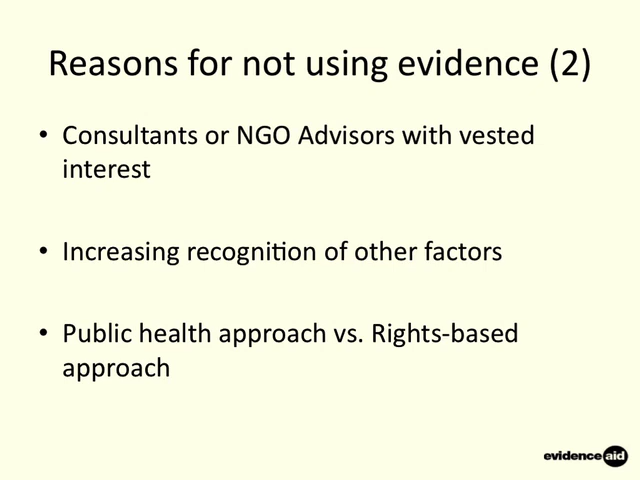 Reasons for not using evidence (2)
• Consultants or NGO Advisors with vested
interest
• Increasing recognition of other factors
• Public health approach vs. Rights-based
approach
evidence aid